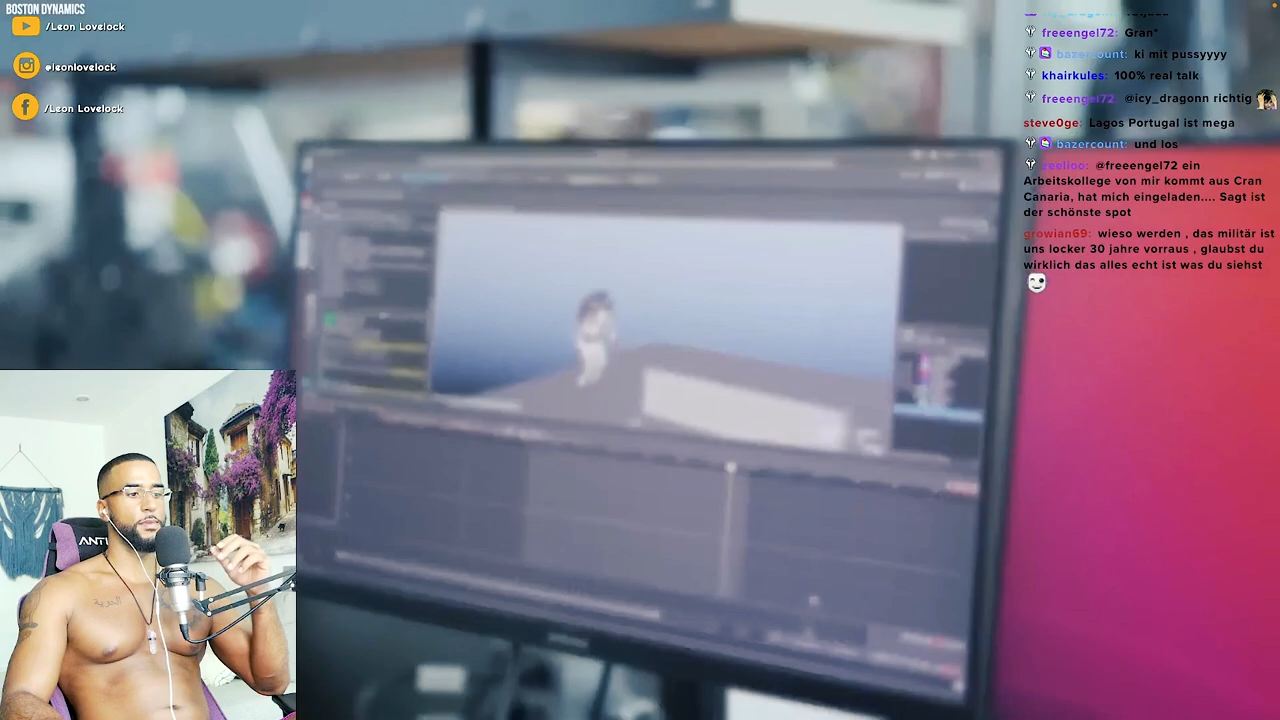 BOSTON DYNAMICS
/Leon Lovelock
@leonlovelock
/Leon Lovelock
freeengel72: Gran*
bazercount: ki mit pussyyyy
khairkules: 100% real talk
freeengel72: @icy_dragonn richtig
steve0ge: Lagos Portugal ist mega
bazercount: und los
reelioo: @freeengel72 ein
Arbeitskollege von mir kommt aus Cran
Canaria, hat mich eingeladen.... Sagt ist
der schönste spot
growian69: wieso werden , das militär ist
uns locker 30 jahre vorraus , glaubst du
wirklich das alles echt ist was du siehst
ANTI
الحرية